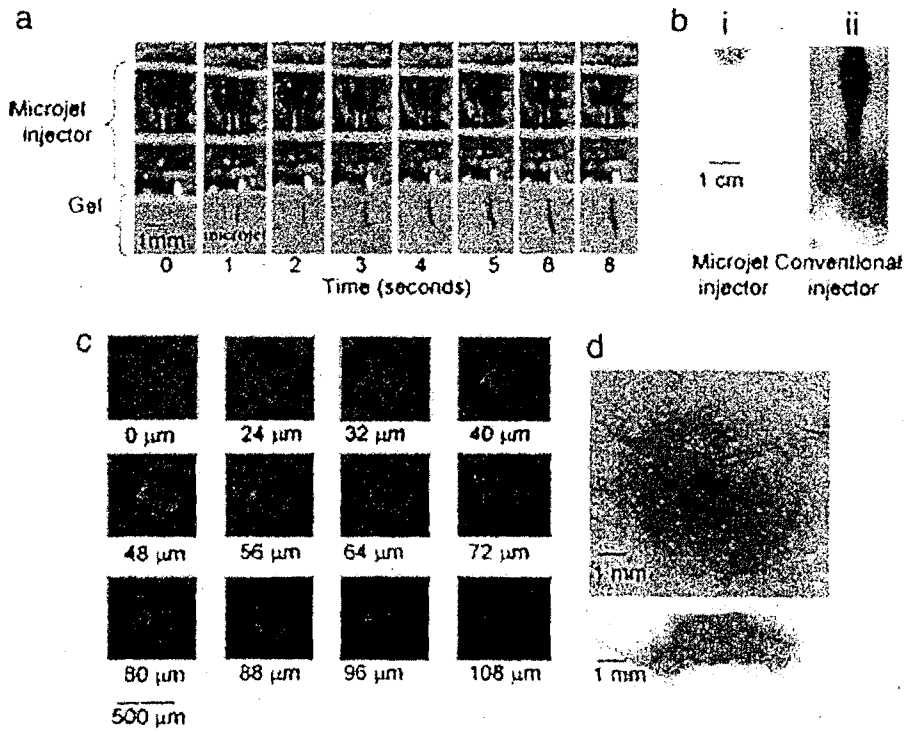 a
Microjet
injector
Gel
1mm
microjet
0 1 2 3 4 5 6 8
Time (seconds)
b
i ii
1 cm
Microjet Conventional
injector injector
c
0 μm 24 μm 32 μm 40 μm
48 μm 56 μm 64 μm 72 μm
80 μm 88 μm 96 μm 108 μm
500 μm
d
1 mm
1 mm